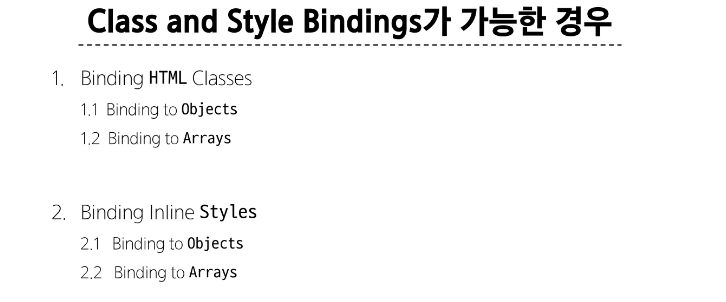 Class and Style Bindings가 가능한 경우
1. Binding HTML Classes
1.1 Binding to Objects
1.2 Binding to Arrays
2. Binding Inline Styles
2.1 Binding to Objects
2.2 Binding to Arrays